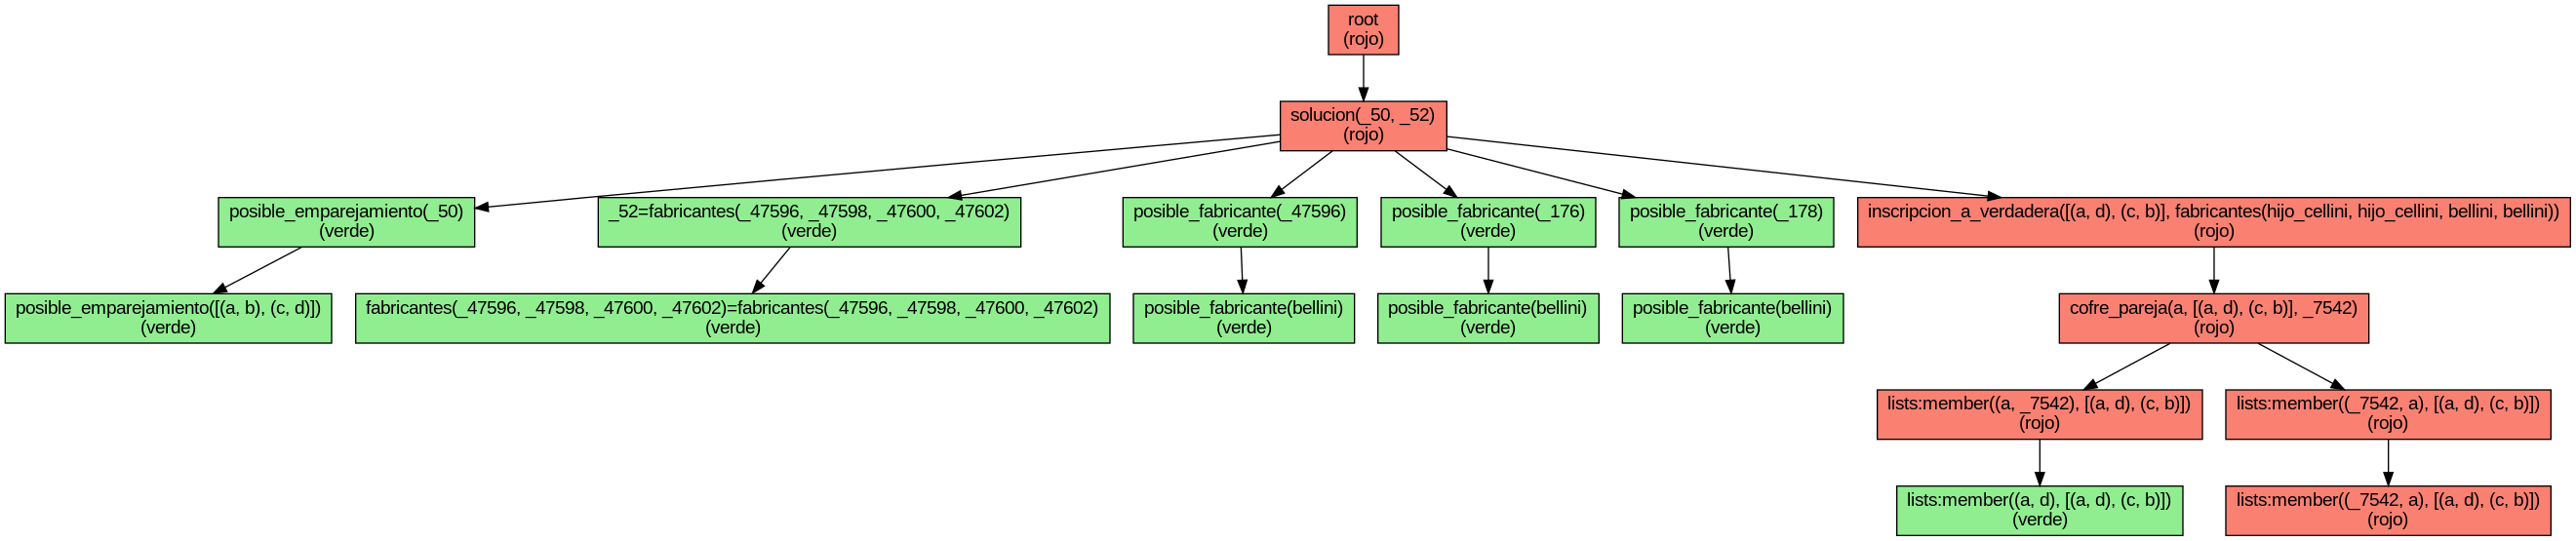 root
(rojo)
solucion(_50, _52)
(rojo)
posible_emparejamiento(_50)
(verde)
_52=fabricantes(_47596, _47598, _47600, _47602)
(verde)
posible_fabricante(_47596)
(verde)
posible_fabricante(_176)
(verde)
posible_fabricante(_178)
(verde)
inscripcion_a_verdadera([(a, d), (c, b)], fabricantes(hijo_cellini, hijo_cellini, bellini, bellini))
(rojo)
posible_emparejamiento([(a, b), (c, d)])
(verde)
fabricantes(_47596, _47598, _47600, _47602)=fabricantes(_47596, _47598, _47600, _47602)
(verde)
posible_fabricante(bellini)
(verde)
posible_fabricante(bellini)
(verde)
posible_fabricante(bellini)
(verde)
cofre_pareja(a, [(a, d), (c, b)], _7542)
(rojo)
lists:member((a, _7542), [(a, d), (c, b)])
(rojo)
lists:member((_7542, a), [(a, d), (c, b)])
(rojo)
lists:member((a, d), [(a, d), (c, b)])
(verde)
lists:member((_7542, a), [(a, d), (c, b)])
(rojo)